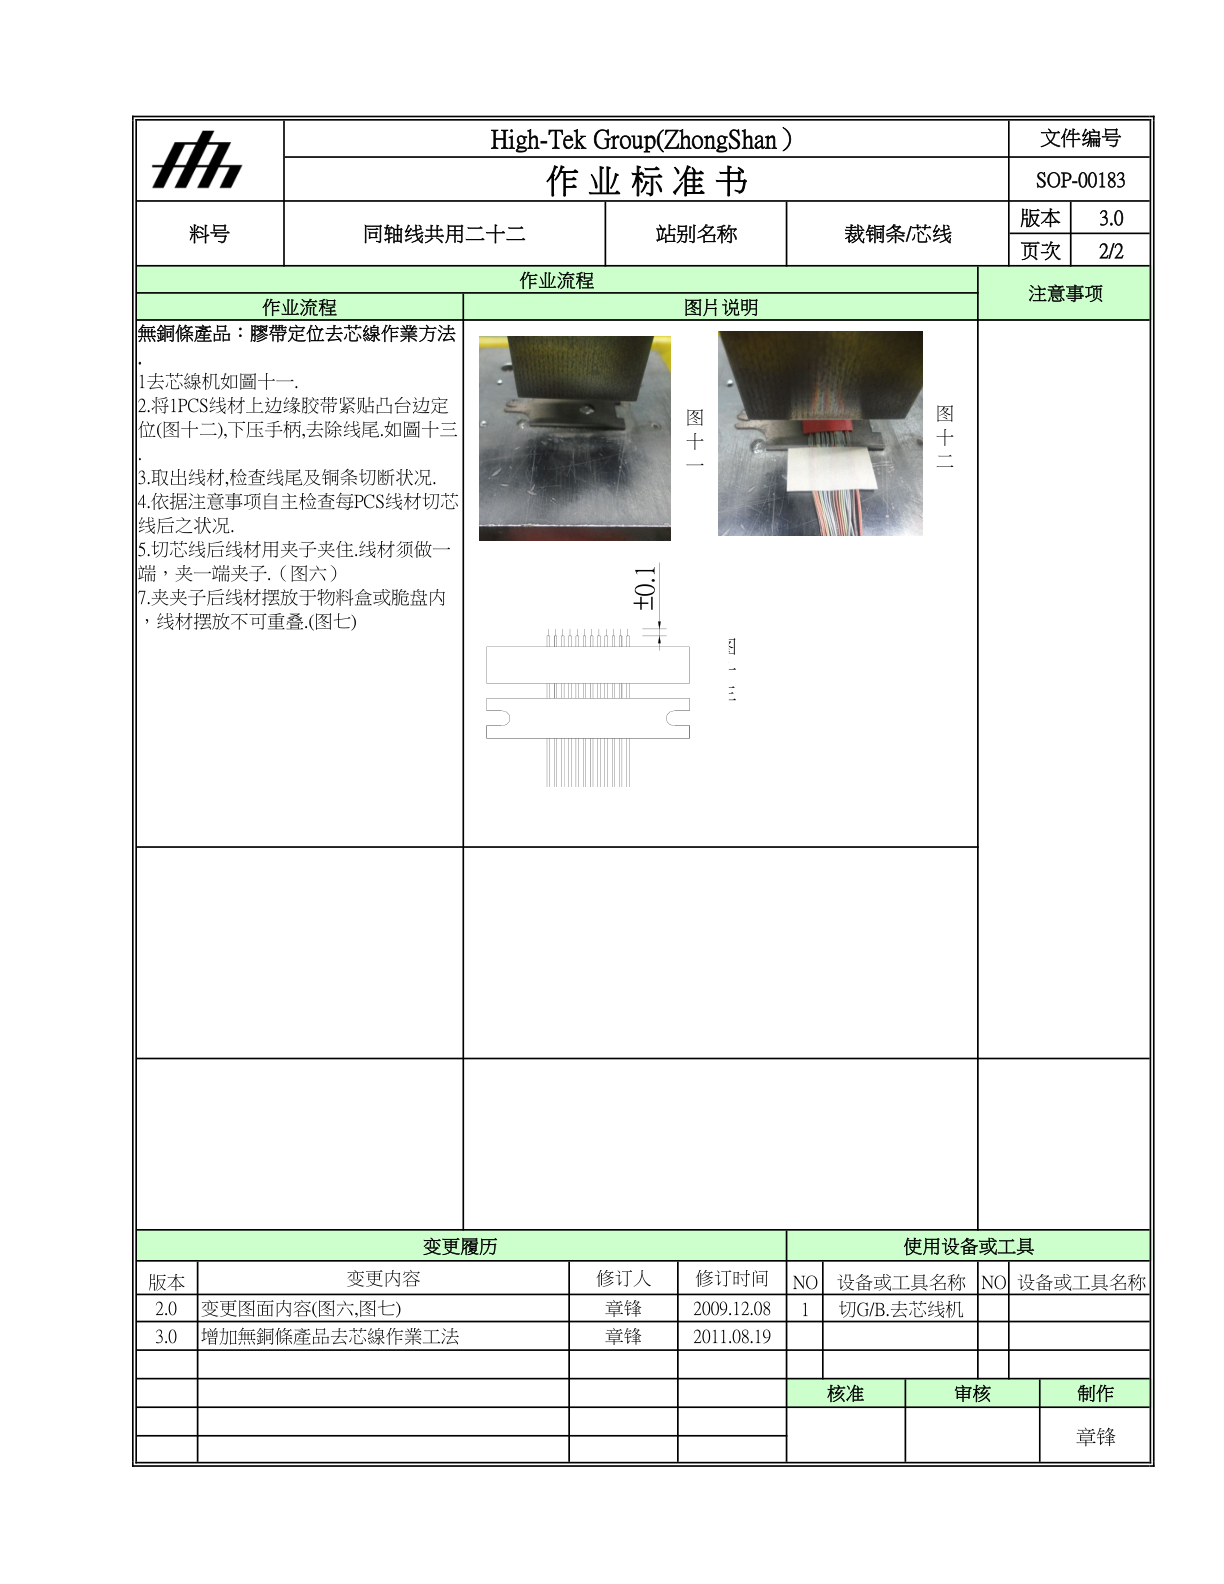 High-Tek Group(ZhongShan）
文件编号
作 业 标 准 书
SOP-00183
料号
同轴线共用二十二
站别名称
裁铜条/芯线
版本
3.0
页次
2/2
作业流程
注意事项
作业流程
图片说明
無銅條產品：膠帶定位去芯線作業方法
.
1去芯線机如圖十一.
2.将1PCS线材上边缘胶带紧贴凸台边定
位(图十二),下压手柄,去除线尾.如圖十三
.
3.取出线材,检查线尾及铜条切断状况.
4.依据注意事项自主检查每PCS线材切芯
线后之状况.
5.切芯线后线材用夹子夹住.线材须做一
端，夹一端夹子.（图六）
7.夹夹子后线材摆放于物料盒或脆盘内
，线材摆放不可重叠.(图七)
图
十
一
图
十
二
±0.1
图
十
三
变更履历
使用设备或工具
版本
变更内容
修订人
修订时间
NO
设备或工具名称
NO
设备或工具名称
2.0
变更图面内容(图六,图七)
章锋
2009.12.08
1
切G/B.去芯线机
3.0
增加無銅條產品去芯線作業工法
章锋
2011.08.19
核准
审核
制作
章锋